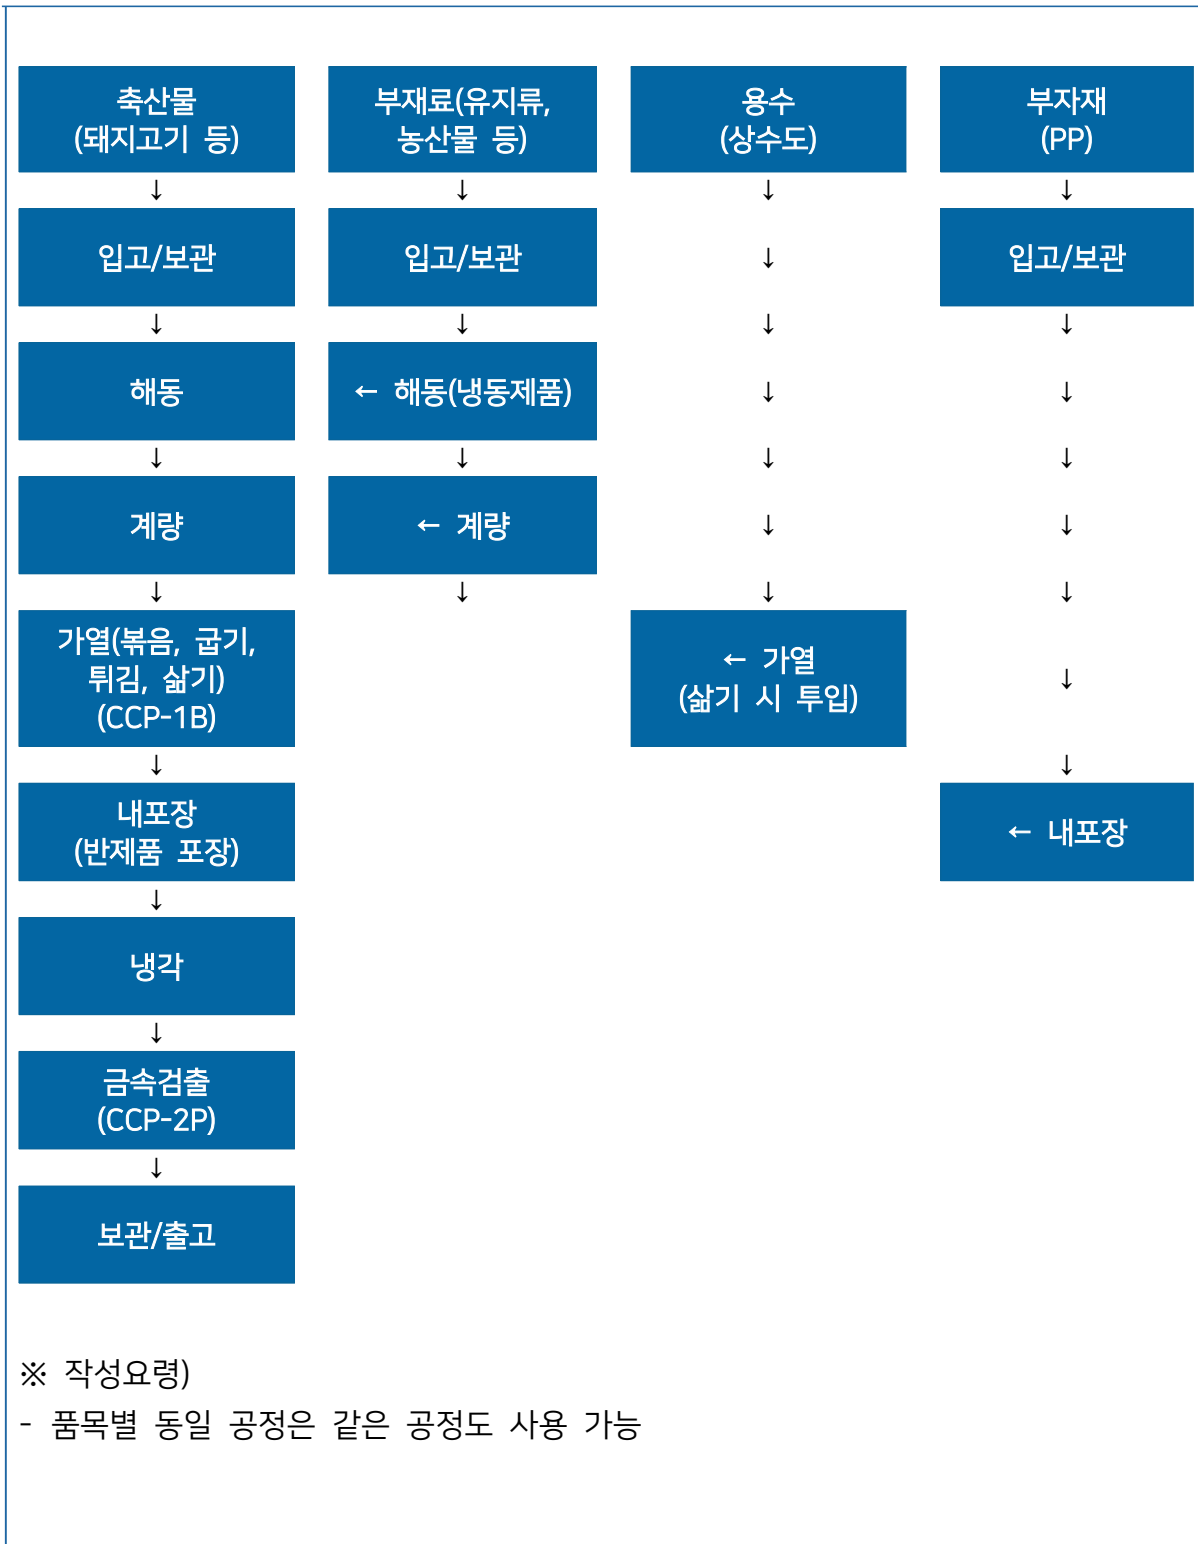 축산물
(돼지고기 등)
부재료(유지류,
농산물 등)
용수
(상수도)
부자재
(PP)
↓ ↓ ↓ ↓
입고/보관
입고/보관
↓
입고/보관
↓ ↓ ↓ ↓
해동
← 해동(냉동제품)
↓ ↓
↓ ↓ ↓ ↓
계량
← 계량
↓ ↓
↓ ↓ ↓ ↓
가열(볶음, 굽기,
튀김, 삶기)
(CCP-1B)
← 가열
(삶기 시 투입)
↓
↓ ↓
내포장
(반제품 포장)
← 내포장
↓
냉각
↓
금속검출
(CCP-2P)
↓
보관/출고
※ 작성요령)
- 품목별 동일 공정은 같은 공정도 사용 가능